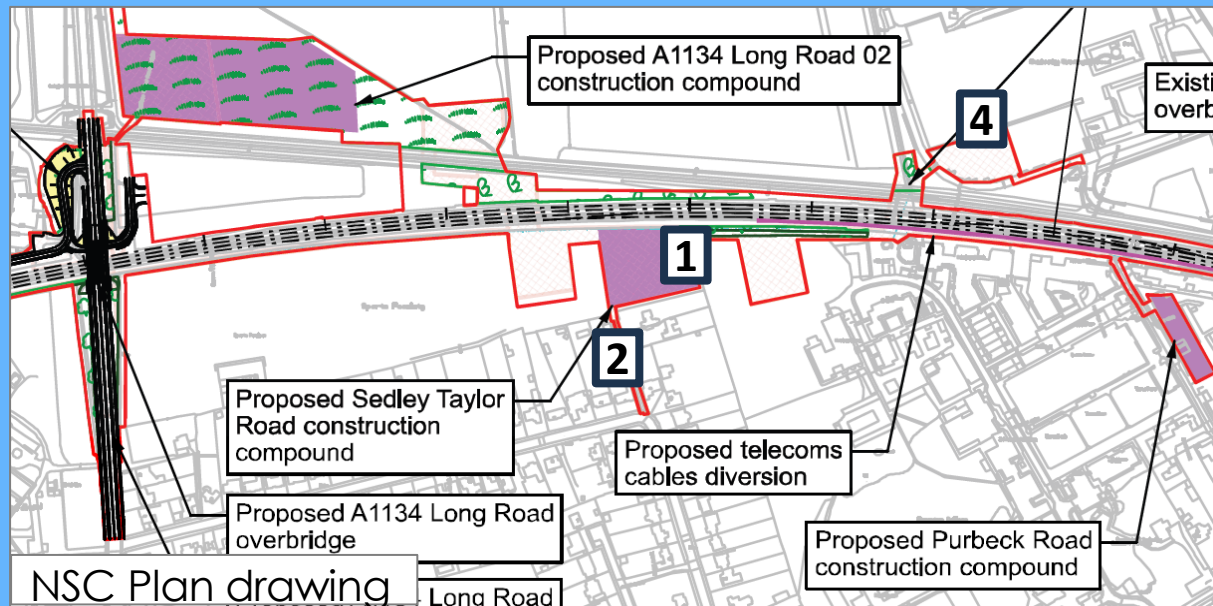 Proposed A1134 Long Road 02
construction compound
4
Existi
overb
1
2
Proposed Sedley Taylor
Road construction
compound
Proposed telecoms
cables diversion
Proposed A1134 Long Road
overbridge
Proposed Purbeck Road
construction compound
NSC Plan drawing
Long Road